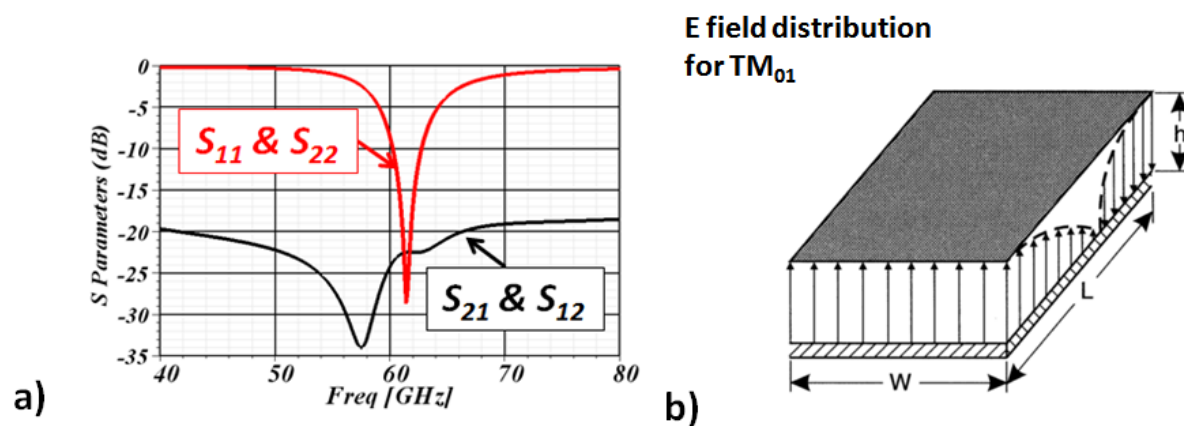 E field distribution
for TM01
0
-5
-10
-15
-20
-25
-30
-35
S Parameters (dB)
S11 & S22
S21 & S12
40 50 60 70 80
Freq [GHz]
a)
h
L
W
b)